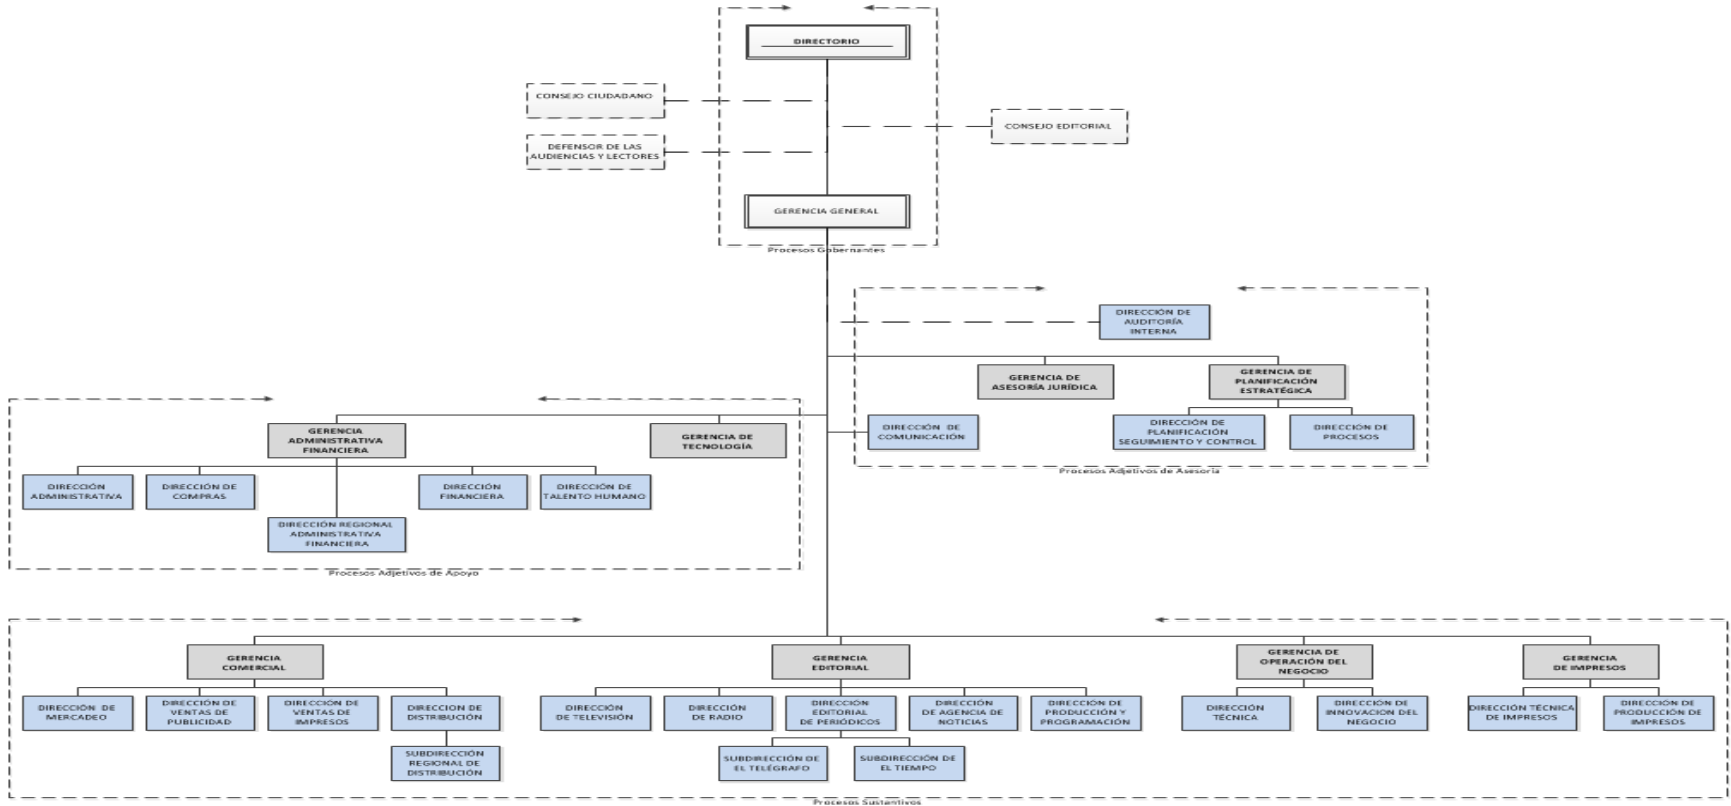 DIRECTORIO
CONSEJO CIUDADANO
CONSEJO EDITORIAL
DEFENSOR DE LAS
AUDIENCIAS Y LECTORES
GERENCIA GENERAL
Procesos Gobernantes
DIRECCIÓN DE
AUDITORÍA
INTERNA
GERENCIA DE
ASESORÍA JURÍDICA
GERENCIA DE
PLANIFICACIÓN
ESTRATÉGICA
DIRECCIÓN DE
COMUNICACIÓN
DIRECCIÓN DE
PLANIFICACIÓN
SEGUIMIENTO Y CONTROL
DIRECCIÓN DE
PROCESOS
Procesos Adjetivos de Asesoría
GERENCIA
ADMINISTRATIVA
FINANCIERA
GERENCIA DE
TECNOLOGÍA
DIRECCIÓN
ADMINISTRATIVA
DIRECCIÓN DE
COMPRAS
DIRECCIÓN
FINANCIERA
DIRECCIÓN DE
TALENTO HUMANO
DIRECCIÓN REGIONAL
ADMINISTRATIVA
FINANCIERA
Procesos Adjetivos de Apoyo
GERENCIA
COMERCIAL
GERENCIA
EDITORIAL
GERENCIA DE
OPERACIÓN DEL
NEGOCIO
GERENCIA
DE IMPRESOS
DIRECCIÓN DE
MERCADEO
DIRECCIÓN DE
VENTAS DE
PUBLICIDAD
DIRECCIÓN DE
VENTAS DE
IMPRESOS
DIRECCION DE
DISTRIBUCIÓN
DIRECCIÓN
DE TELEVISIÓN
DIRECCIÓN
DE RADIO
DIRECCIÓN
EDITORIAL
DE PERIÓDICOS
DIRECCIÓN
DE AGENCIA DE
NOTICIAS
DIRECCIÓN DE
PRODUCCIÓN Y
PROGRAMACIÓN
DIRECCIÓN
TÉCNICA
DIRECCIÓN DE
INNOVACION DEL
NEGOCIO
DIRECCIÓN TÉCNICA
DE IMPRESOS
DIRECCIÓN DE
PRODUCCIÓN DE
IMPRESOS
SUBDIRECCIÓN
REGIONAL DE
DISTRIBUCIÓN
SUBDIRECCIÓN DE
EL TELÉGRAFO
SUBDIRECCIÓN DE
EL TIEMPO
Procesos Sustantivos